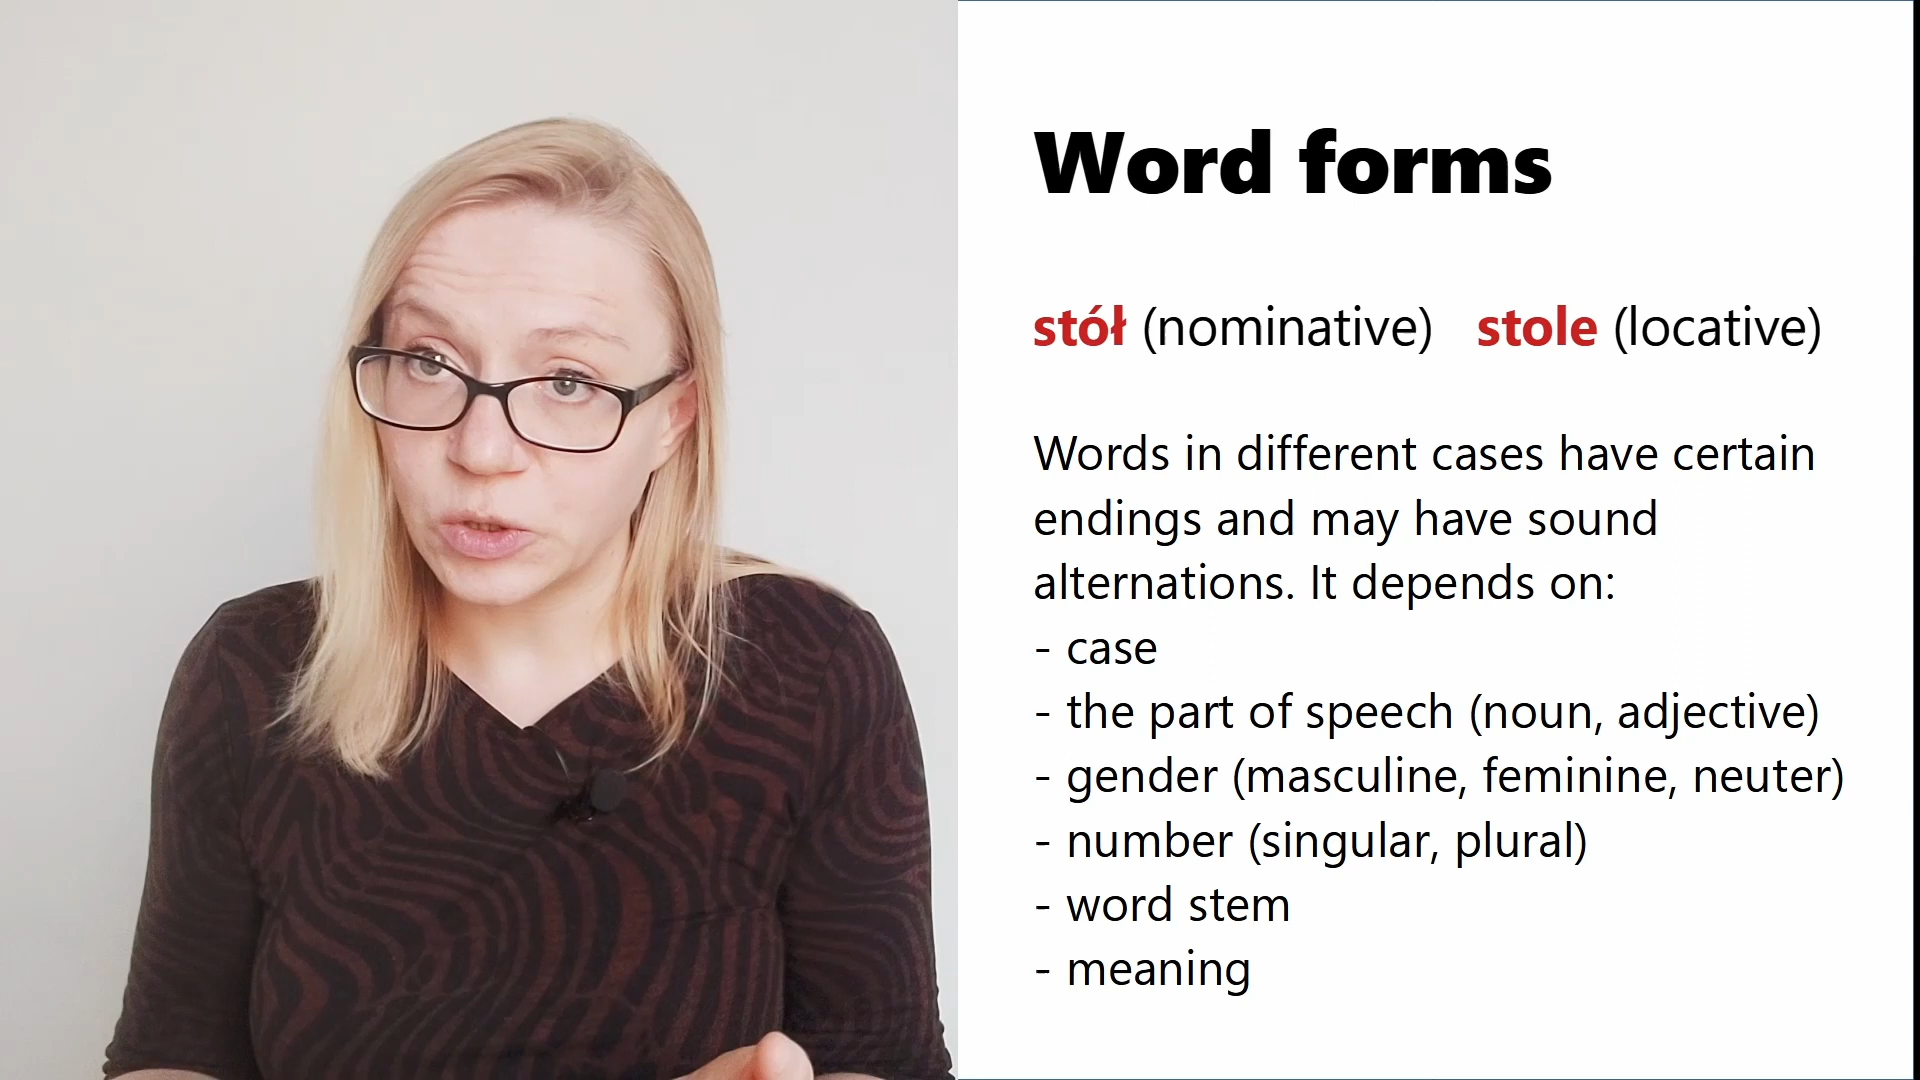 Word forms
stół (nominative) stole (locative)
Words in different cases have certain
endings and may have sound
alternations. It depends on:
- case
- the part of speech (noun, adjective)
- gender (masculine, feminine, neuter)
- number (singular, plural)
- word stem
- meaning